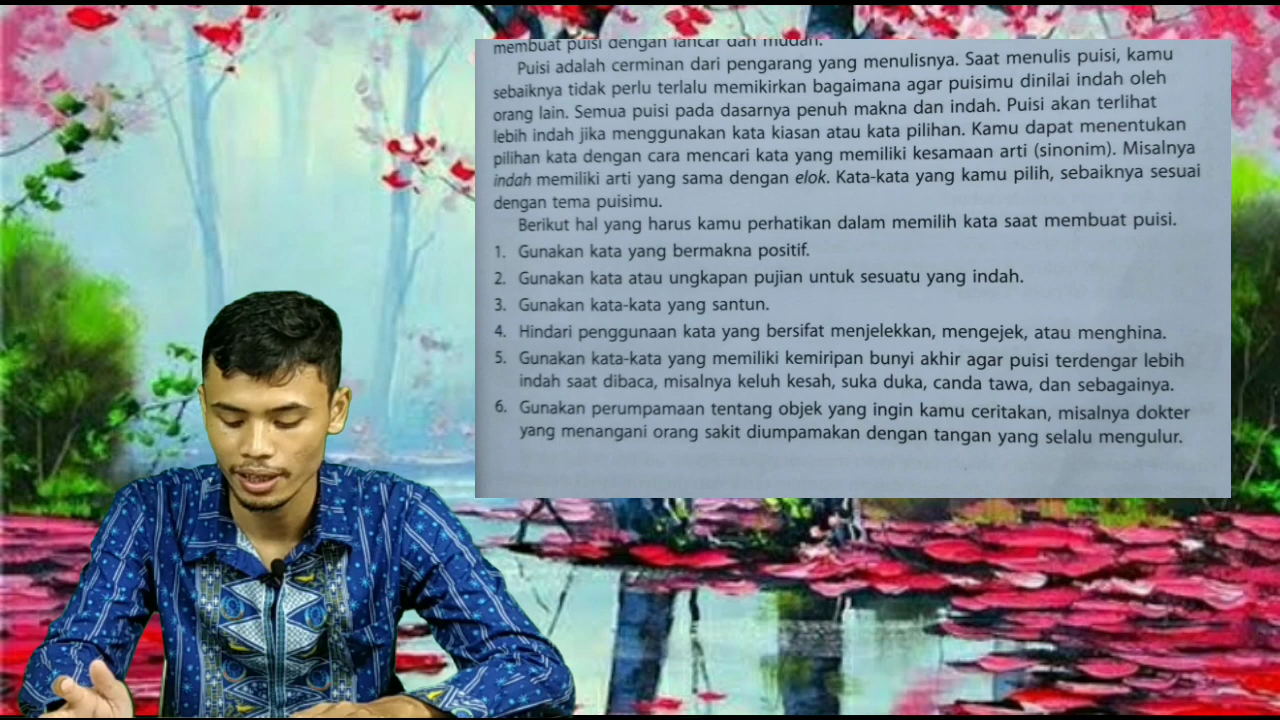 membuat puisi dengan lancar dan mudah.
Puisi adalah cerminan dari pengarang yang menulisnya. Saat menulis puisi, kamu
sebaiknya tidak perlu terlalu memikirkan bagaimana agar puisimu dinilai indah oleh
orang lain. Semua puisi pada dasarnya penuh makna dan indah. Puisi akan terlihat
lebih indah jika menggunakan kata kiasan atau kata pilihan. Kamu dapat menentukan
pilihan kata dengan cara mencari kata yang memiliki kesamaan arti (sinonim). Misalnya
indah memiliki arti yang sama dengan elok. Kata-kata yang kamu pilih, sebaiknya sesuai
dengan tema puisimu.
Berikut hal yang harus kamu perhatikan dalam memilih kata saat membuat puisi.
1. Gunakan kata yang bermakna positif.
2. Gunakan kata atau ungkapan pujian untuk sesuatu yang indah.
3. Gunakan kata-kata yang santun.
4. Hindari penggunaan kata yang bersifat menjelekkan, mengejek, atau menghina.
5. Gunakan kata-kata yang memiliki kemiripan bunyi akhir agar puisi terdengar lebih
indah saat dibaca, misalnya keluh kesah, suka duka, canda tawa, dan sebagainya.
6. Gunakan perumpamaan tentang objek yang ingin kamu ceritakan, misalnya dokter
yang menangani orang sakit diumpamakan dengan tangan yang selalu mengulur.